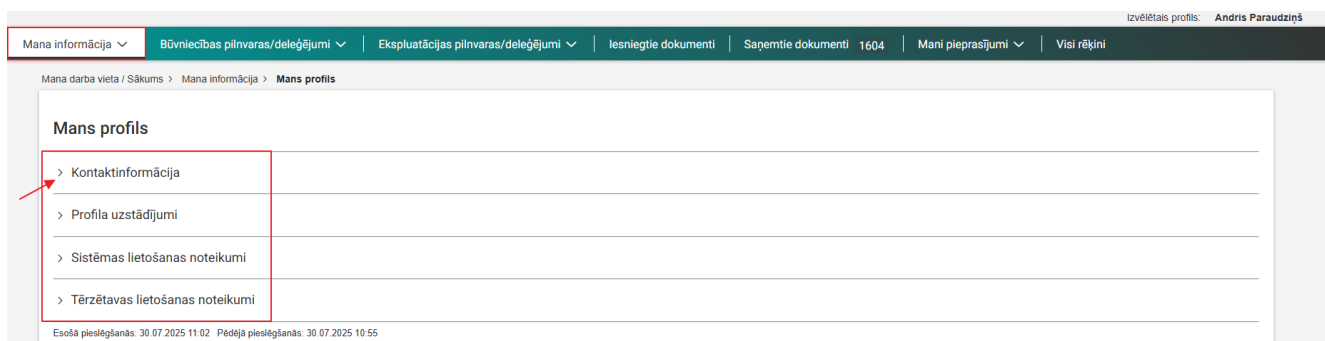 Izvēlētais profils: Andris Paraudziņš
Mana informācija Būvniecības pilnvaras/deleģējumi Ekspluatācijas pilnvaras/deleģējumi Iesniegtie dokumenti Saņemtie dokumenti 1604 Mani pieprasījumi Visi rēķini
Mana darba vieta / Sākums > Mana informācija > Mans profils
Mans profils
> Kontaktinformācija
> Profila uzstādījumi
> Sistēmas lietošanas noteikumi
> Tērzētavas lietošanas noteikumi
Esošā pieslēgšanās: 30.07.2025 11:02 Pēdējā pieslēgšanās: 30.07.2025 10:55